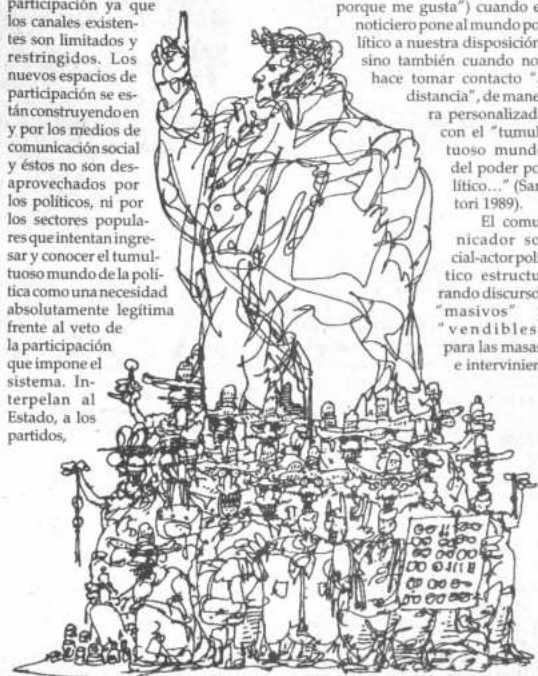 participación ya que
los canales existen-
tes son limitados y
restringidos. Los
nuevos espacios de
participación se es-
tán construyendo en
y por los medios de
comunicación social
y éstos no son des-
aprovechados por
los políticos, ni por
los sectores popula-
res que intentan ingre-
sar y conocer el tumul-
tuoso mundo de la polí-
tica como una necesidad
absolutamente legítima
frente al veto de
la participación
que impone el
sistema. In-
terpelan al
Estado, a los
partidos,
porque me gusta") cuando e
noticiero pone al mundo po
lítico a nuestra disposición
sino también cuando no
hace tomar contacto "
distancia", de mane
ra personalizad
con el "tumul
tuoso mund
del poder po
lítico..." (Sar
tori 1989).
El comu
nicador so
cial-actor polí
tico estructu
rando discurso
"masivos"
"vendibles
para las masa
e intervinien